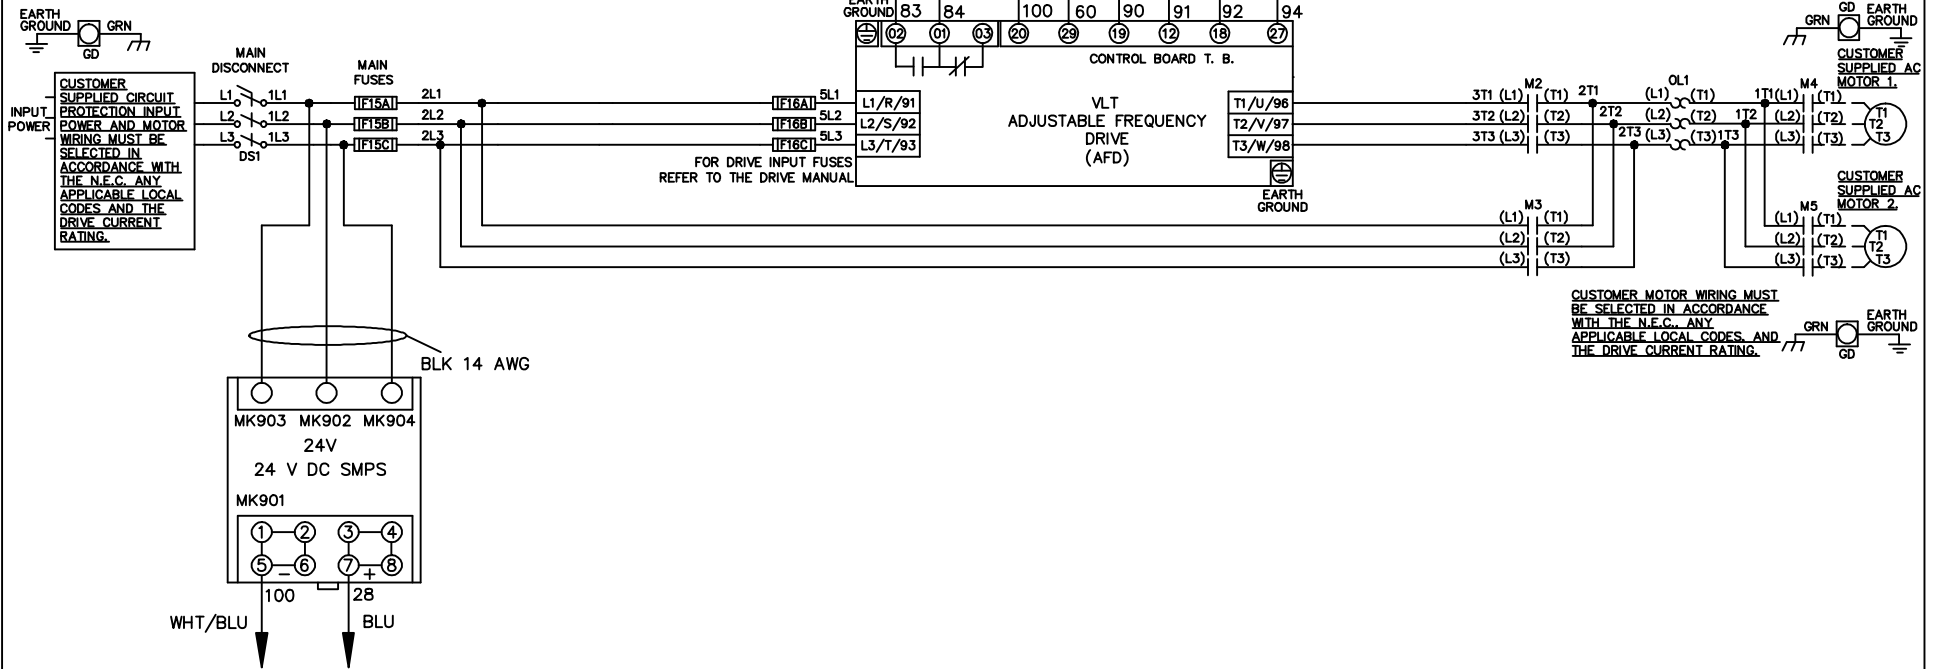 EARTH
GROUND
GRN
GD
INPUT
POWER
CUSTOMER
SUPPLIED CIRCUIT
PROTECTION INPUT
POWER AND MOTOR
WIRING MUST BE
SELECTED IN
ACCORDANCE WITH
THE N.E.C. ANY
APPLICABLE LOCAL
CODES AND THE
DRIVE CURRENT
RATING.
MAIN
DISCONNECT
L1 1L1
L2 1L2
L3 1L3
DS1
MAIN
FUSES
F15A 2L1
F15B 2L2
F15C 2L3
F16A 5L1
F16B 5L2
F16C 5L3
FOR DRIVE INPUT FUSES
REFER TO THE DRIVE MANUAL
EARTH
GROUND
83 84 100 60 90 91 92 94
02 01 03 20 29 19 12 18 27
CONTROL BOARD T. B.
L1/R/91
L2/S/92
L3/T/93
VLT
ADJUSTABLE FREQUENCY
DRIVE
(AFD)
T1/U/96
T2/V/97
T3/W/98
EARTH
GROUND
M2
3T1 (L1) (T1) 2T1
3T2 (L2) (T2) 2T2
3T3 (L3) (T3) 2T3
M3
(L1) (T1)
(L2) (T2)
(L3) (T3)
OL1
(L1) (T1) 1T1
(L2) (T2) 1T2
(L3) (T3) 1T3
M4
(L1) (T1)
(L2) (T2)
(L3) (T3)
T1
T2
T3
GRN
GD
EARTH
GROUND
CUSTOMER
SUPPLIED AC
MOTOR 1.
CUSTOMER
SUPPLIED AC
MOTOR 2.
M5
(L1) (T1)
(L2) (T2)
(L3) (T3)
T1
T2
T3
CUSTOMER MOTOR WIRING MUST
BE SELECTED IN ACCORDANCE
WITH THE N.E.C., ANY
APPLICABLE LOCAL CODES, AND
THE DRIVE CURRENT RATING.
GRN
GD
EARTH
GROUND
BLK 14 AWG
MK903 MK902 MK904
24V
24 V DC SMPS
MK901
1 2 3 4
5 6 7 8
− +
100 28
WHT/BLU BLU